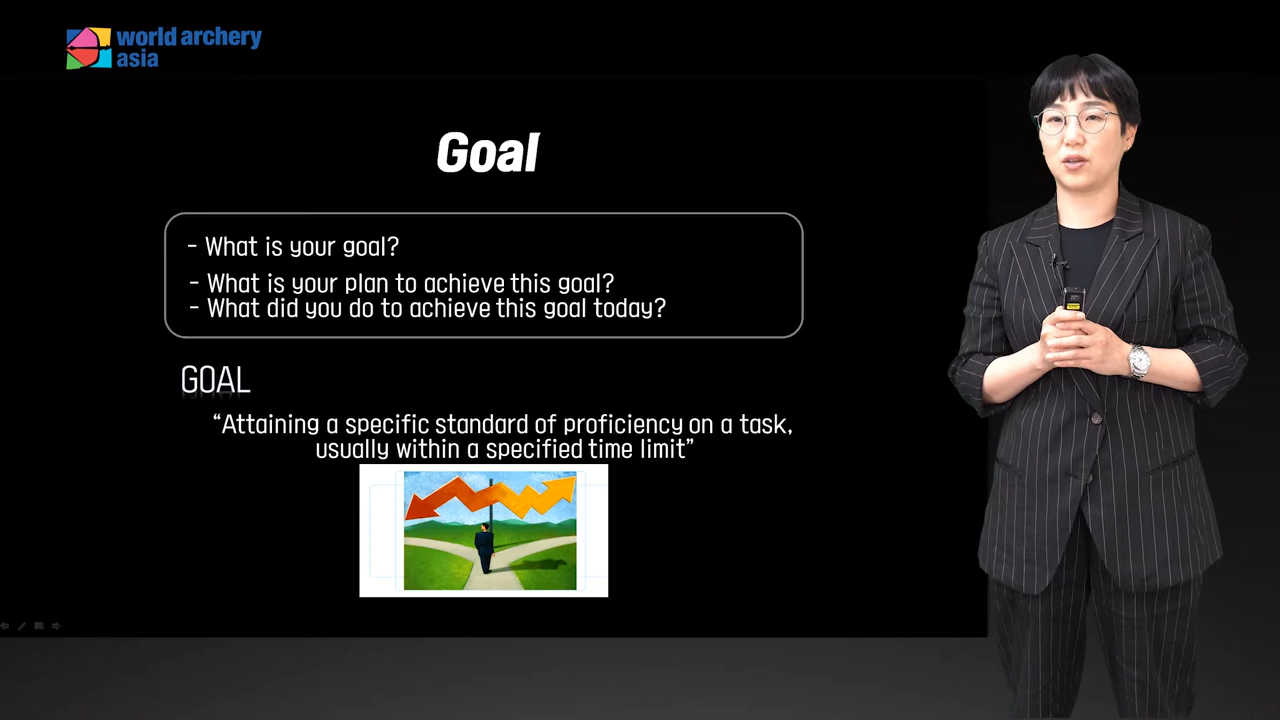 world archery
asia
Goal
- What is your goal?
- What is your plan to achieve this goal?
- What did you do to achieve this goal today?
GOAL
“Attaining a specific standard of proficiency on a task,
usually within a specified time limit”